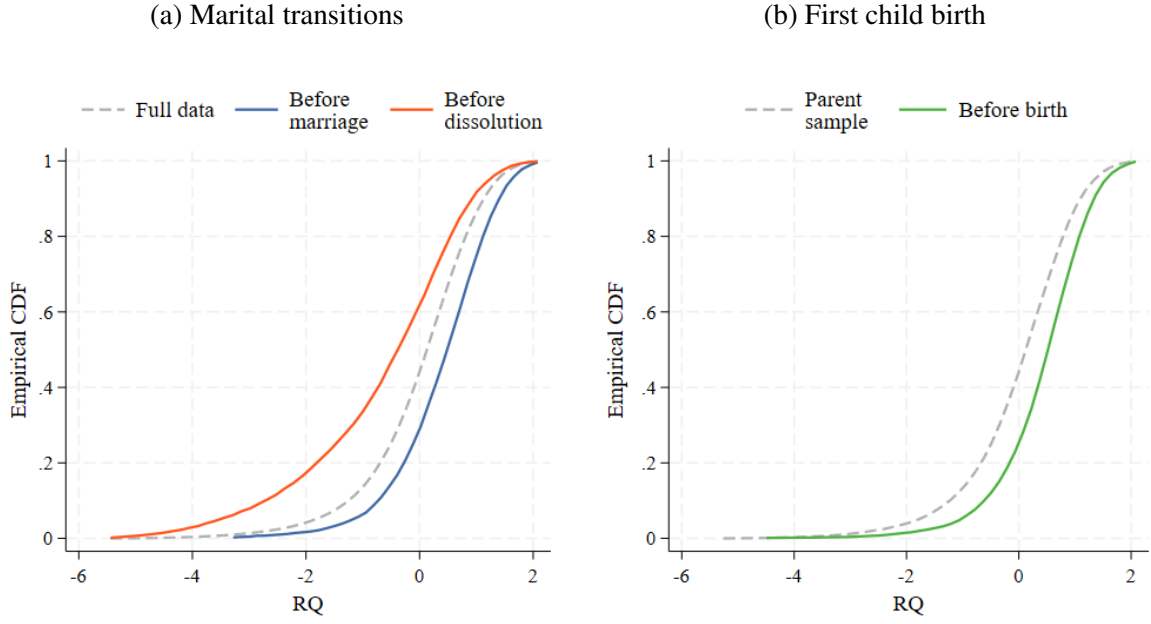 (a) Marital transitions
Full data
Before
marriage
Before
dissolution
Empirical CDF
1
.8
.6
.4
.2
0
-6
-4
-2
0
2
RQ
(b) First child birth
Parent
sample
Before birth
Empirical CDF
1
.8
.6
.4
.2
0
-6
-4
-2
0
2
RQ